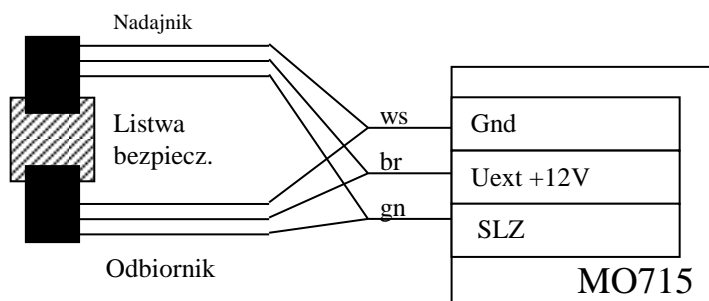 Nadajnik
Listwa
bezpiecz.
Odbiornik
ws
br
gn
Gnd
Uext +12V
SLZ
MO715